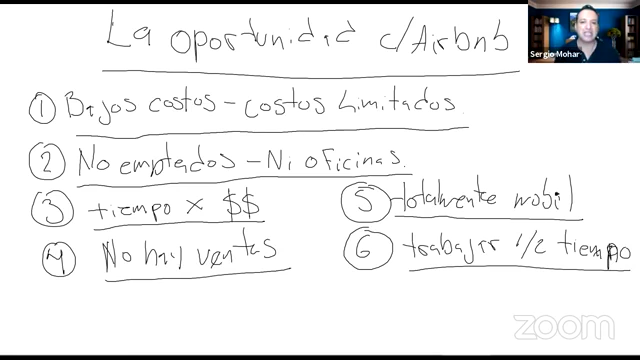 La oportunidad c/Airbnb
Sergio Mohar
① Bajos costos - costos limitados
② No empleados - Ni oficinas.
③ tiempo x $$
④ No hay ventas
⑤ totalmente mobil
⑥ trabajar 1/2 tiempo
zoom